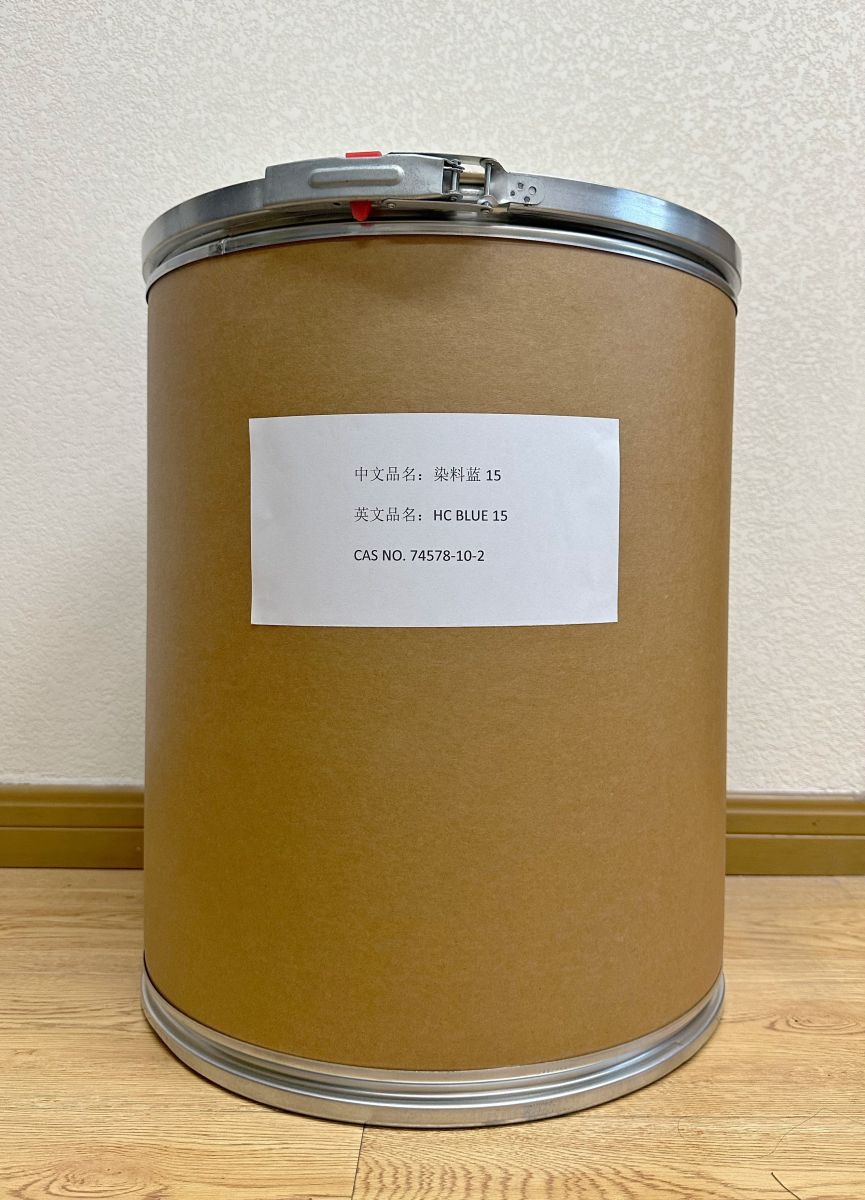 中文品名：染料蓝 15
英文品名：HC BLUE 15
CAS NO. 74578-10-2